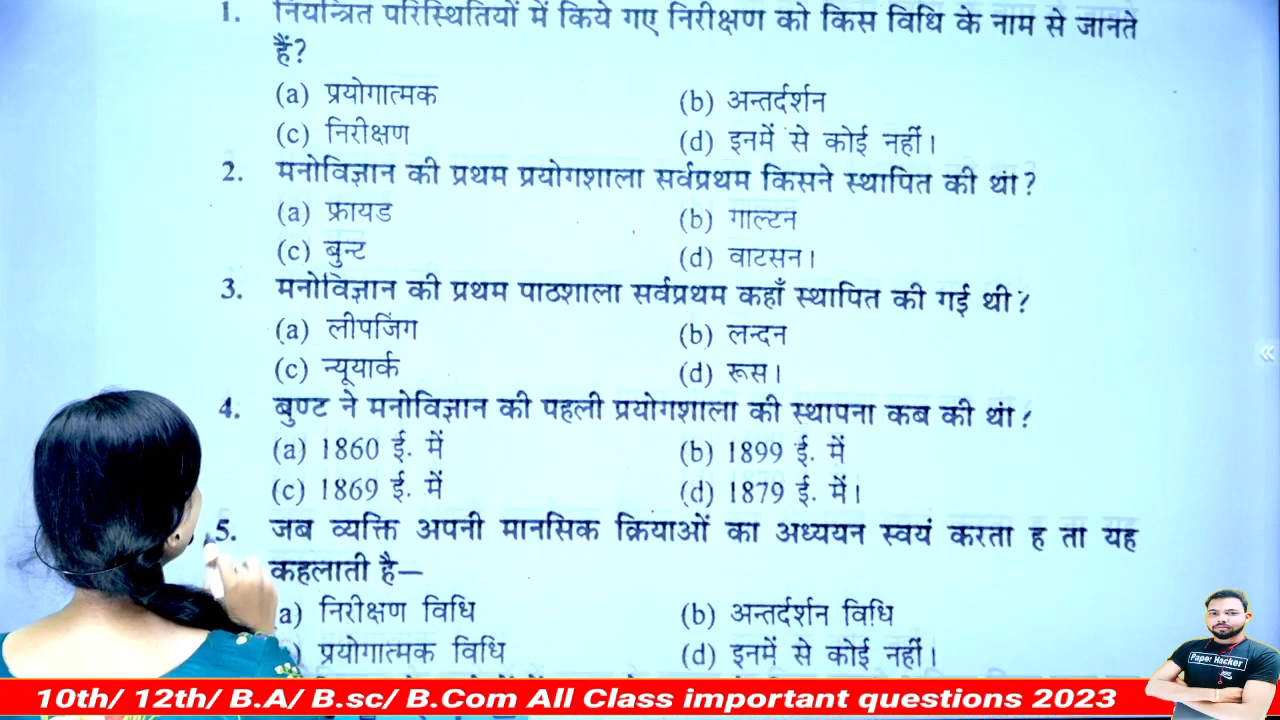 1. नियन्त्रित परिस्थितियों में किये गए निरीक्षण को किस विधि के नाम से जानते
हैं?
(a) प्रयोगात्मक (b) अन्तर्दर्शन
(c) निरीक्षण (d) इनमें से कोई नहीं।
2. मनोविज्ञान की प्रथम प्रयोगशाला सर्वप्रथम किसने स्थापित की थी?
(a) फ्रायड (b) गाल्टन
(c) बुन्ट (d) वाटसन।
3. मनोविज्ञान की प्रथम पाठशाला सर्वप्रथम कहाँ स्थापित की गई थी?
(a) लीपजिंग (b) लन्दन
(c) न्यूयार्क (d) रूस।
4. बुण्ट ने मनोविज्ञान की पहली प्रयोगशाला की स्थापना कब की थी?
(a) 1860 ई. में (b) 1899 ई. में
(c) 1869 ई. में (d) 1879 ई. में।
5. जब व्यक्ति अपनी मानसिक क्रियाओं का अध्ययन स्वयं करता ह ता यह
कहलाती है—
a) निरीक्षण विधि (b) अन्तर्दर्शन विधि
) प्रयोगात्मक विधि (d) इनमें से कोई नहीं।
Paper Hacker
10th/ 12th/ B.A/ B.sc/ B.Com All Class important questions 2023